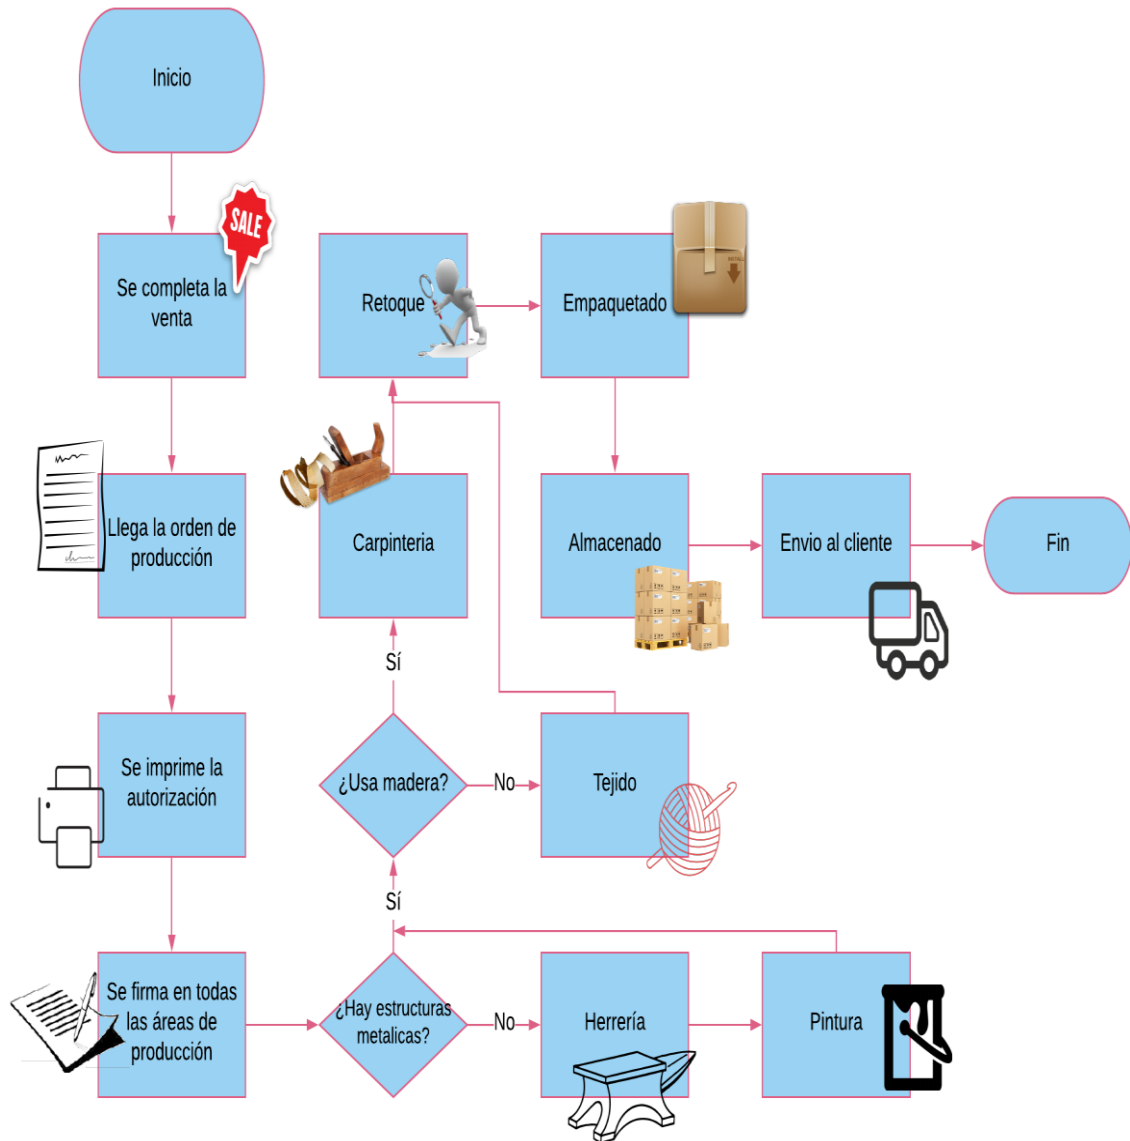 Inicio
SALE
Se completa la
venta
Retoque
Empaquetado
Llega la orden de
producción
Carpinteria
Almacenado
Envio al cliente
Fin
Sí
Se imprime la
autorización
¿Usa madera?
No
Tejido
Sí
Se firma en todas
las áreas de
producción
¿Hay estructuras
metalicas?
No
Herrería
Pintura